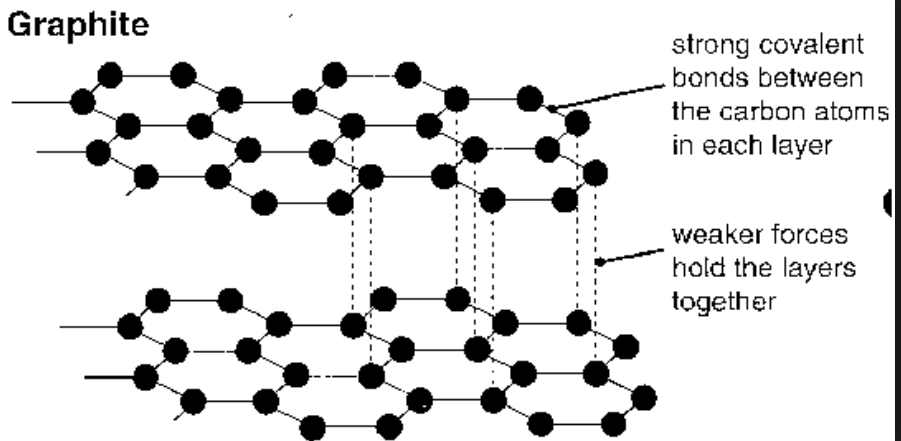 Graphite
strong covalent
bonds between
the carbon atoms
in each layer
weaker forces
hold the layers
together